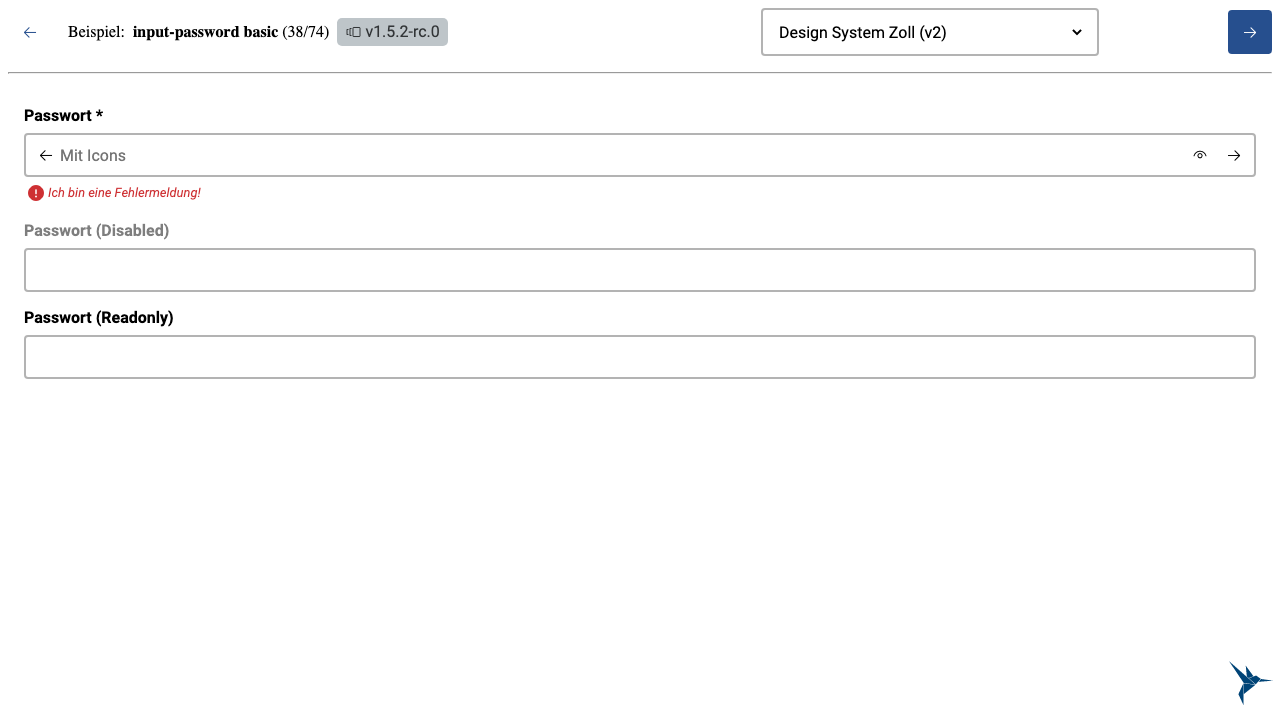 Beispiel: input-password basic (38/74) v1.5.2-rc.0 Design System Zoll (v2)
Passwort *
Mit Icons
Ich bin eine Fehlermeldung!
Passwort (Disabled)
Passwort (Readonly)